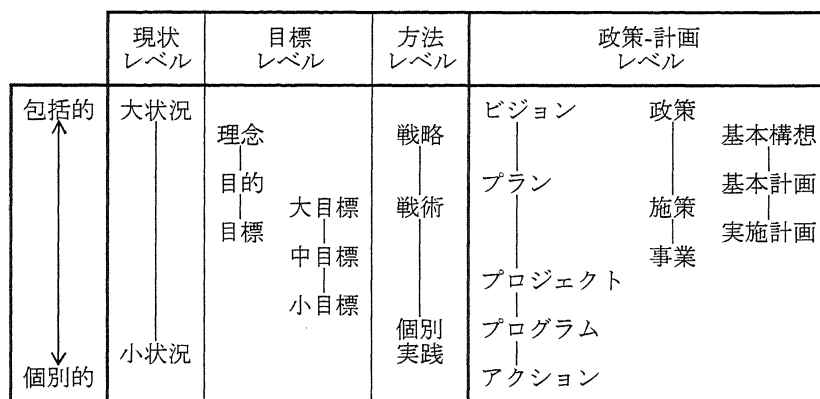 現状 目標 方法 政策-計画
レベル レベル レベル レベル
包括的 大状況 ビジョン 政策
理念 戦略 基本構想
目的 プラン 基本計画
大目標 戦術 施策
目標 実施計画
中目標 事業
プロジェクト
小目標
個別 プログラム
小状況 実践
個別的 アクション